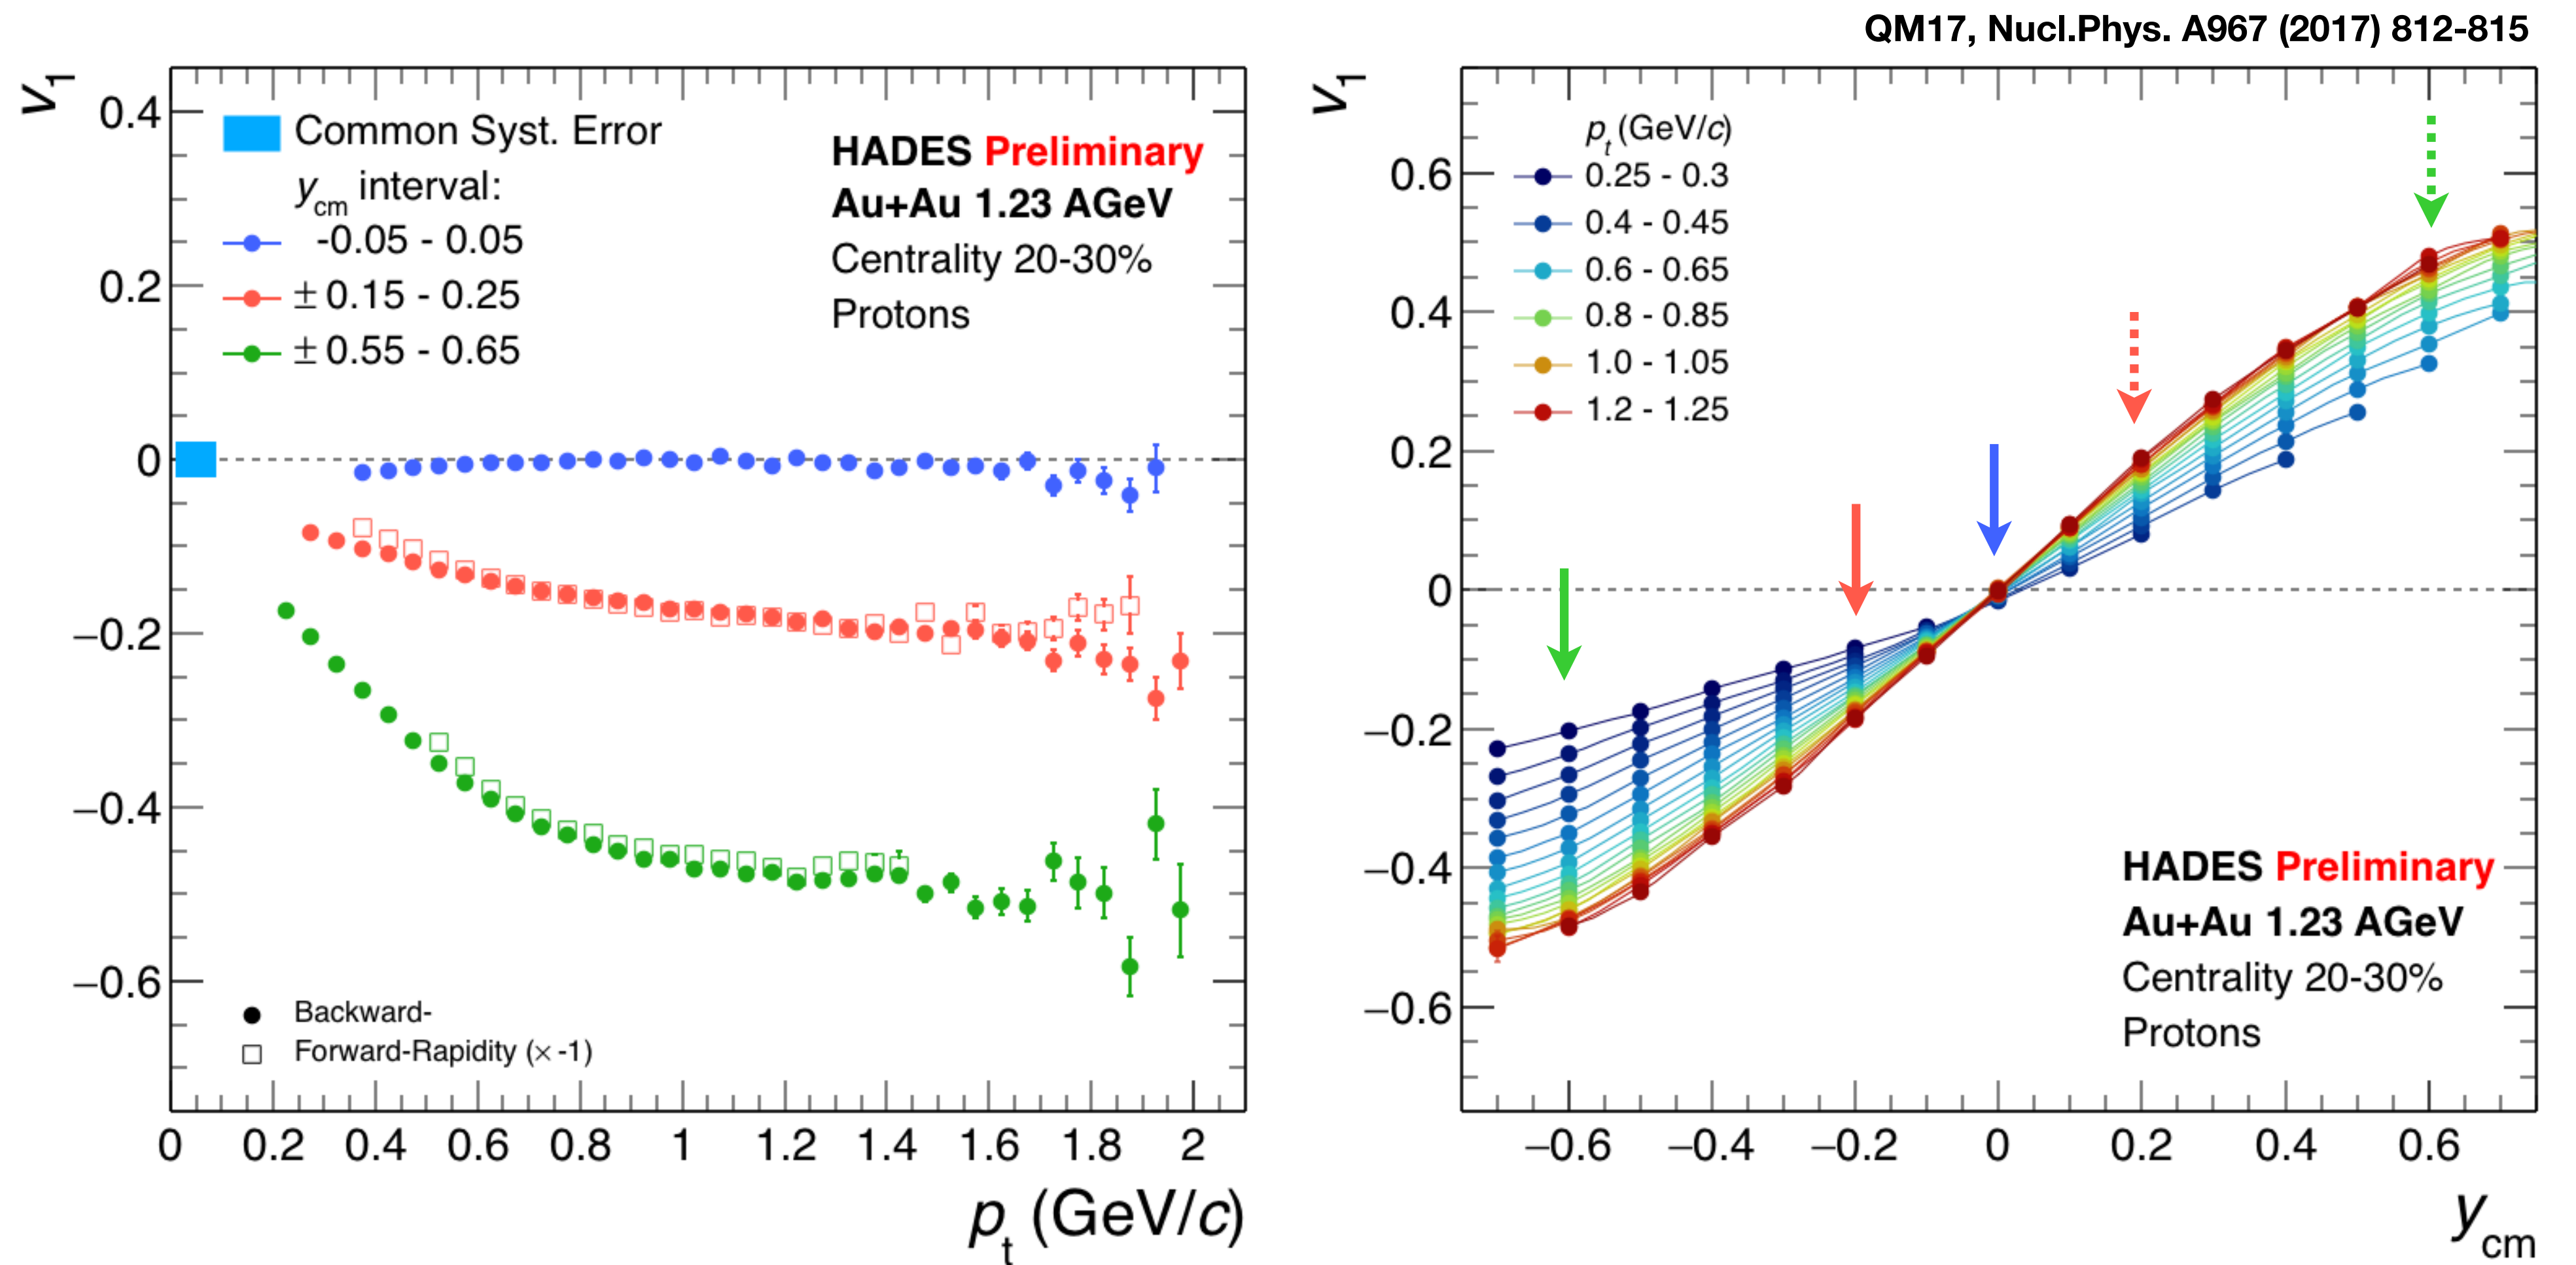 QM17, Nucl.Phys. A967 (2017) 812-815
v1
0.4
0.2
0
−0.2
−0.4
−0.6
Common Syst. Error
ycm interval:
-0.05 - 0.05
± 0.15 - 0.25
± 0.55 - 0.65
HADES Preliminary
Au+Au 1.23 AGeV
Centrality 20-30%
Protons
Backward-
Forward-Rapidity (× -1)
0 0.2 0.4 0.6 0.8 1 1.2 1.4 1.6 1.8 2
pt (GeV/c)
v1
0.6
0.4
0.2
0
−0.2
−0.4
−0.6
pt (GeV/c)
0.25 - 0.3
0.4 - 0.45
0.6 - 0.65
0.8 - 0.85
1.0 - 1.05
1.2 - 1.25
HADES Preliminary
Au+Au 1.23 AGeV
Centrality 20-30%
Protons
−0.6 −0.4 −0.2 0 0.2 0.4 0.6
ycm